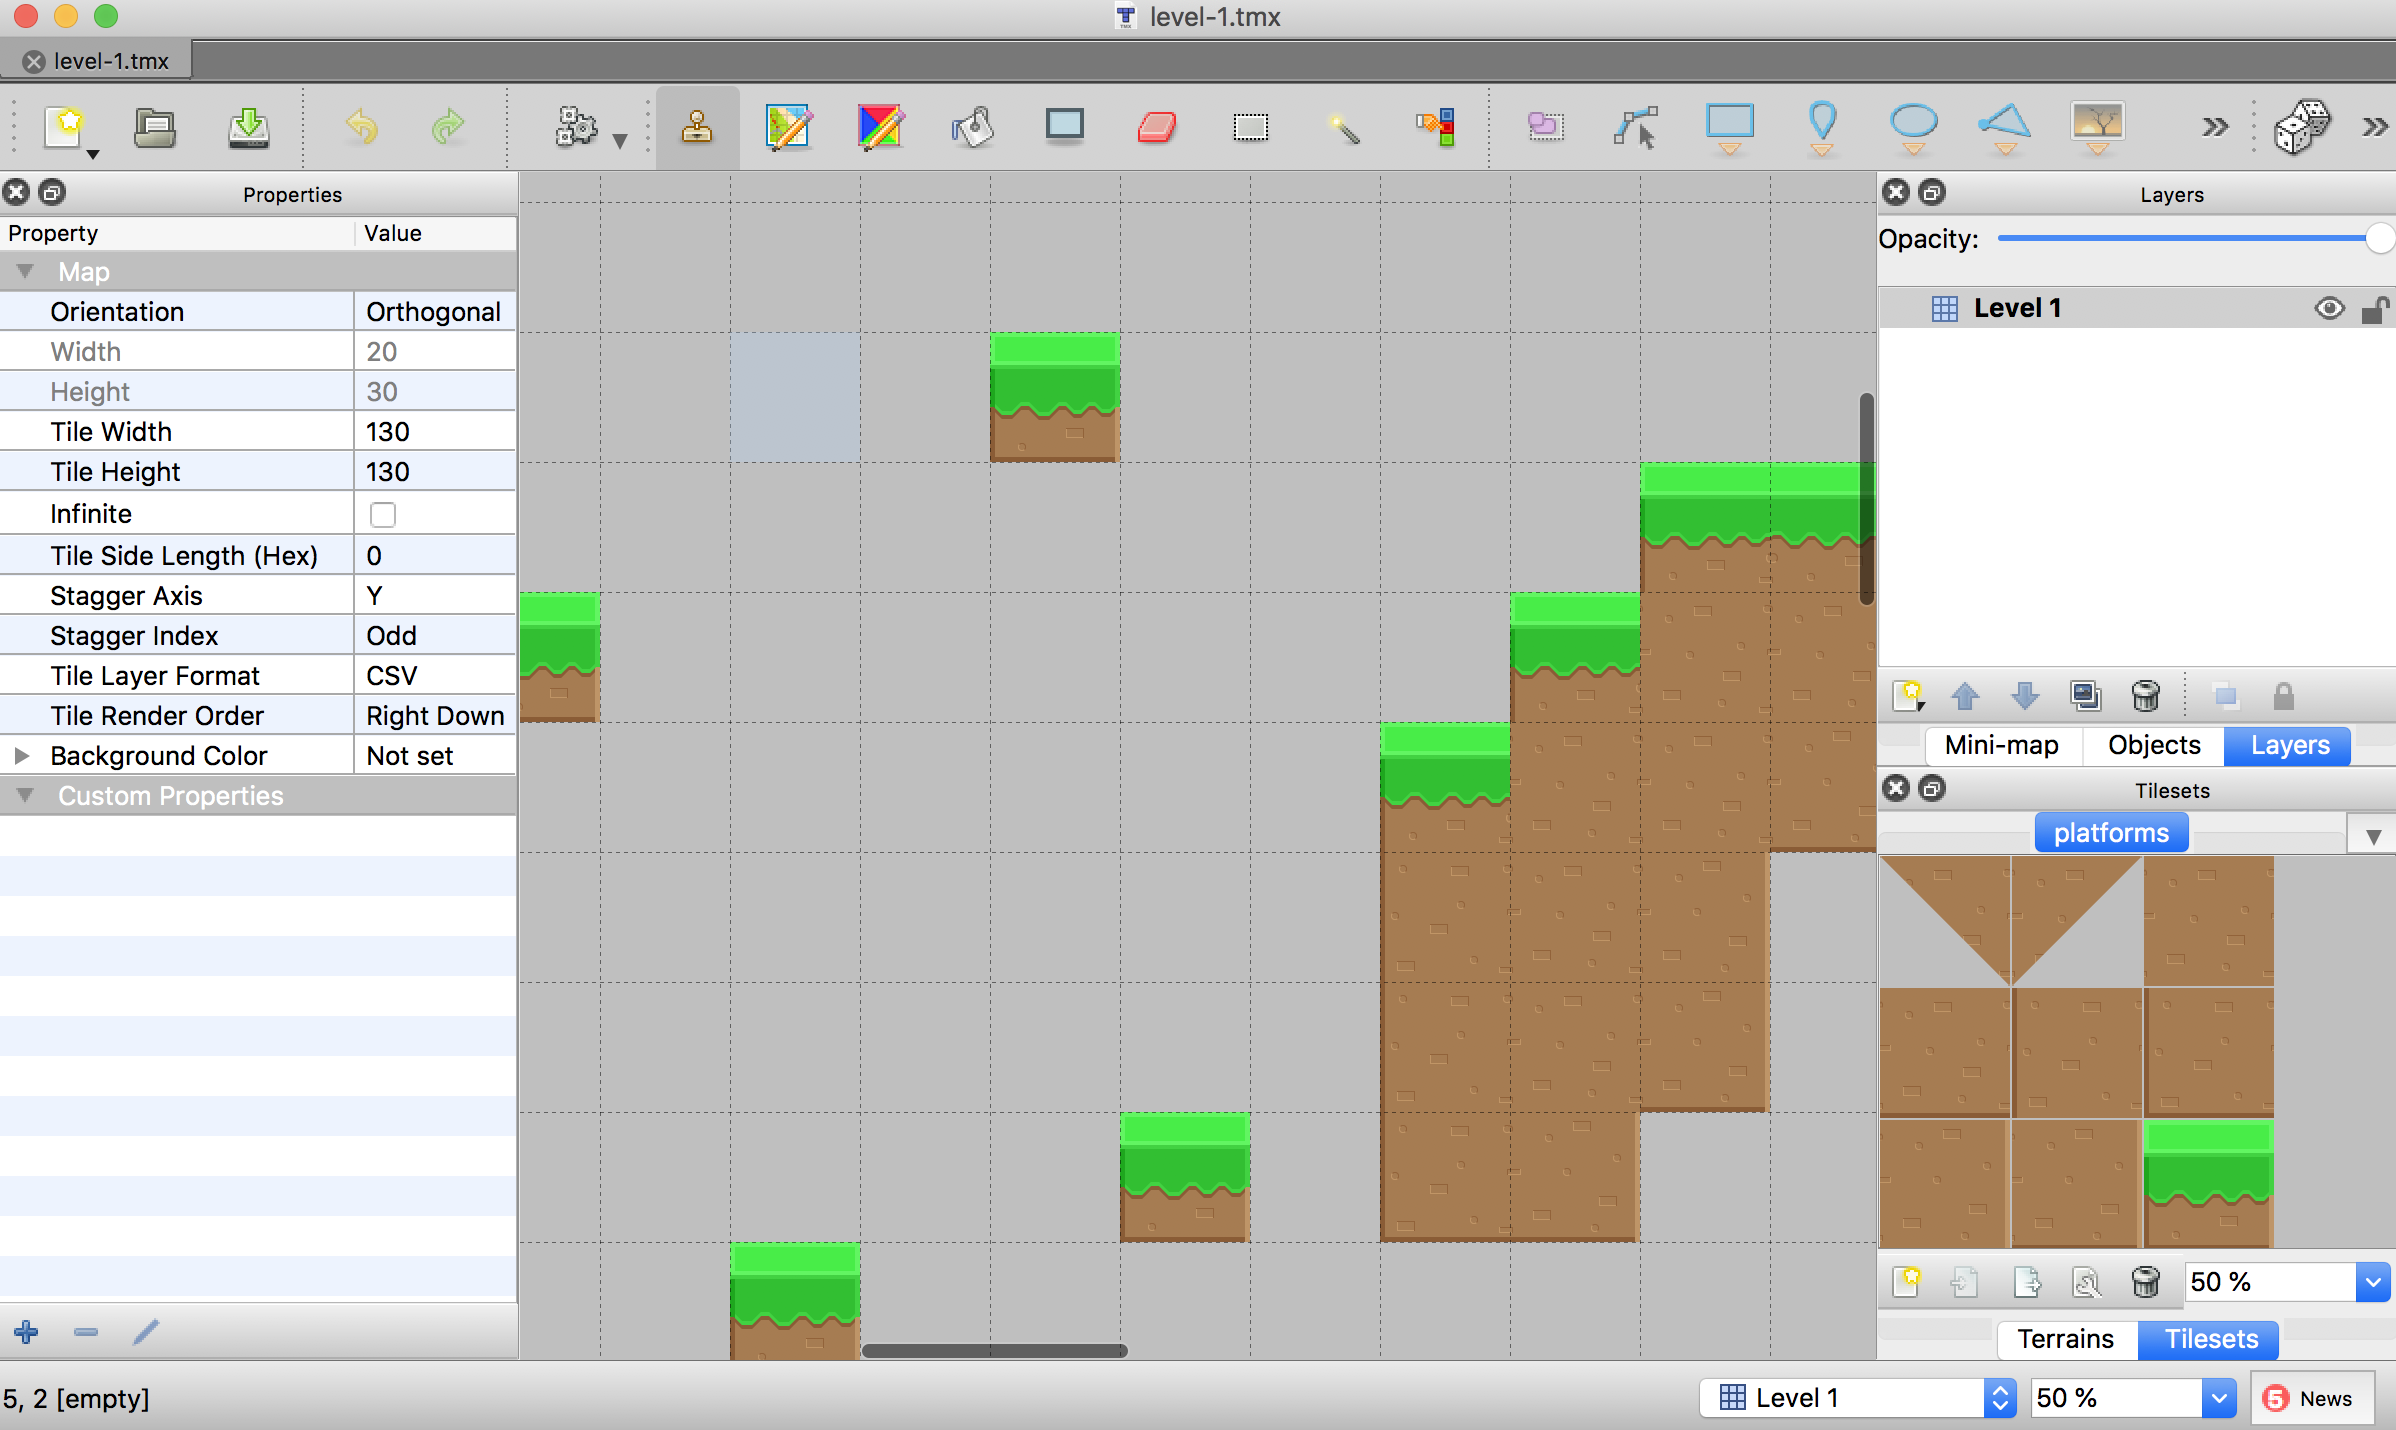 level-1.tmx
level-1.tmx
Properties
Property Value
Map
Orientation Orthogonal
Width 20
Height 30
Tile Width 130
Tile Height 130
Infinite
Tile Side Length (Hex) 0
Stagger Axis Y
Stagger Index Odd
Tile Layer Format CSV
Tile Render Order Right Down
Background Color Not set
Custom Properties
Layers
Opacity:
Level 1
Mini-map Objects Layers
Tilesets
platforms
50 %
Terrains Tilesets
5, 2 [empty]
Level 1
50 %
5 News